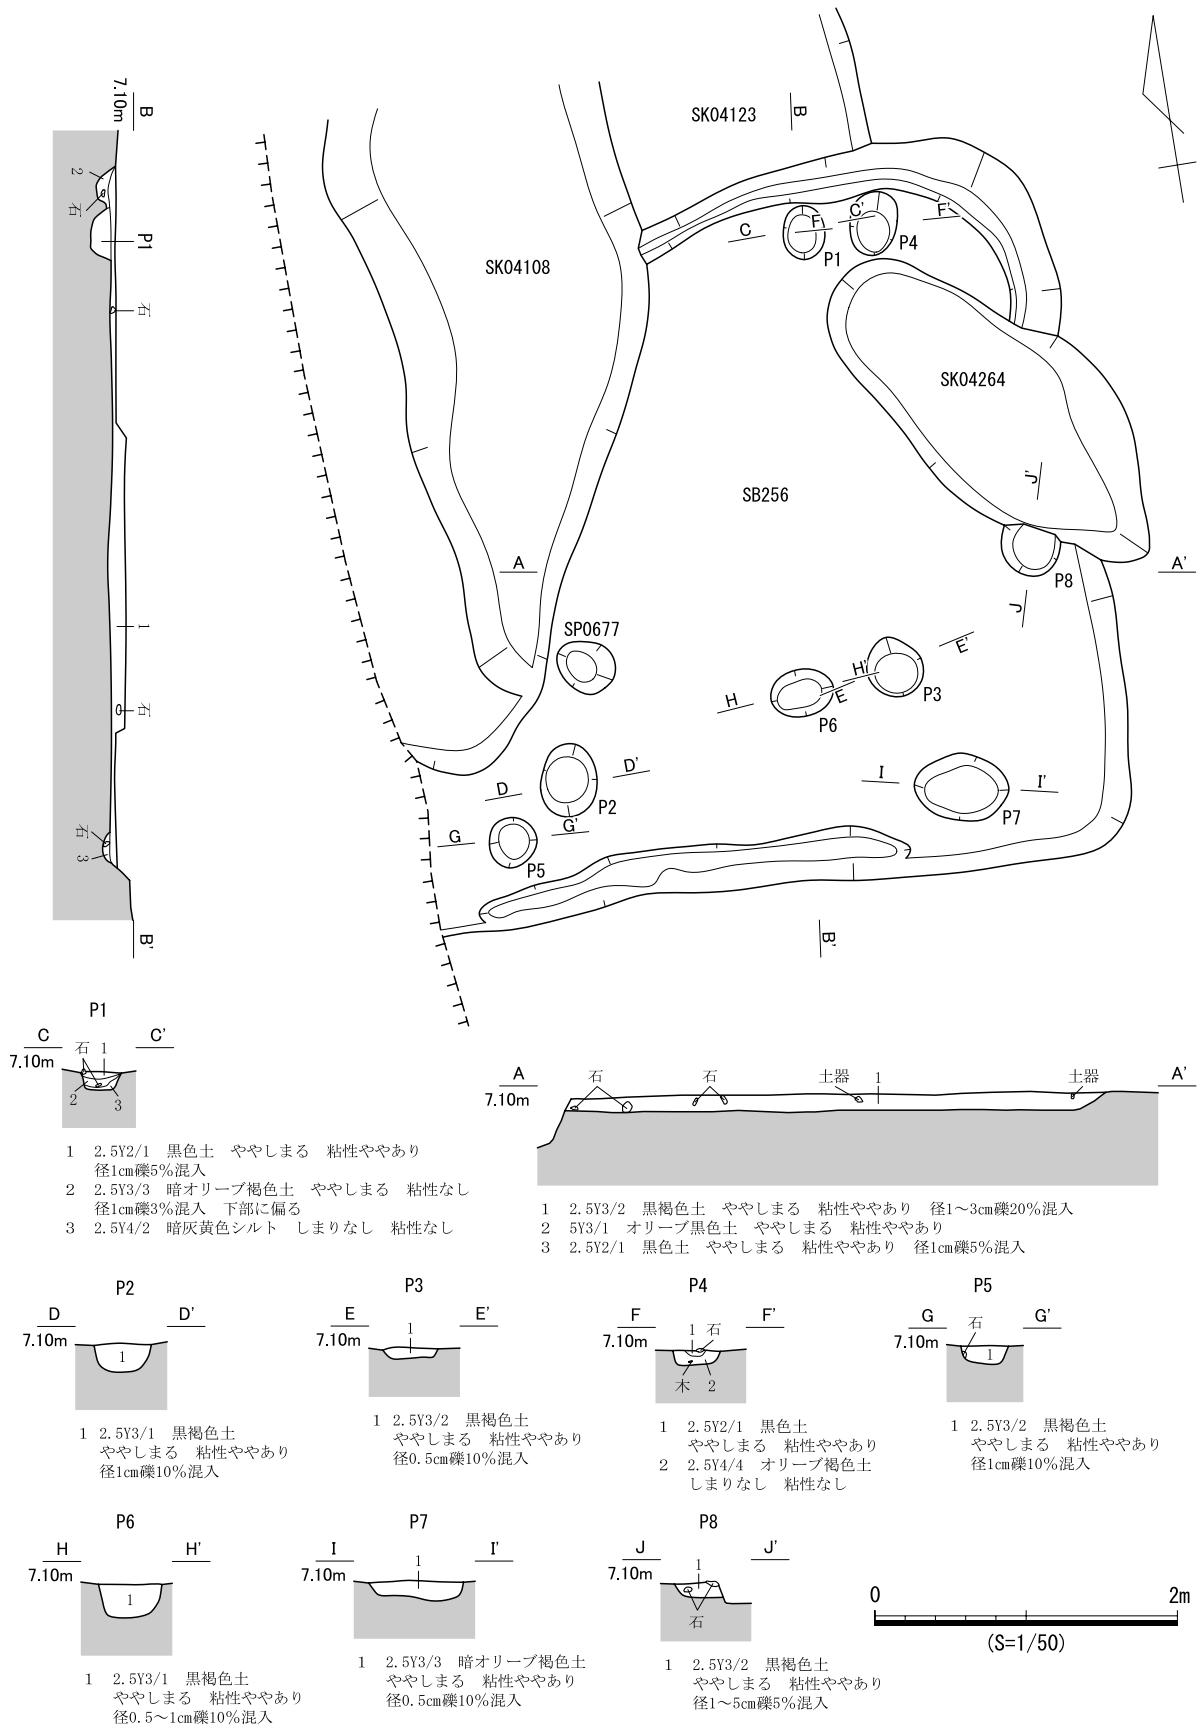 SK04123
B
B
7.10m
2
石
P1
石
1
石
石
3
B'
SK04108
C
F
C'
F'
P1
P4
SK04264
J'
SB256
A
A'
P8
J
SP0677
E'
H'
H
E
P3
P6
D
D'
P2
I
I'
P7
G
G'
P5
B'
P1
C
C'
7.10m
石
1
2
3
1 2.5Y2/1 黒色土 ややしまる 粘性ややあり
径1cm礫5%混入
2 2.5Y3/3 暗オリーブ褐色土 ややしまる 粘性なし
径1cm礫3%混入 下部に偏る
3 2.5Y4/2 暗灰黄色シルト しまりなし 粘性なし
A
A'
7.10m
石
石
土器
1
土器
1 2.5Y3/2 黒褐色土 ややしまる 粘性ややあり 径1～3cm礫20%混入
2 5Y3/1 オリーブ黒色土 ややしまる 粘性ややあり
3 2.5Y2/1 黒色土 ややしまる 粘性ややあり 径1cm礫5%混入
P2
D
D'
7.10m
1
1 2.5Y3/1 黒褐色土
ややしまる 粘性ややあり
径1cm礫10%混入
P3
E
E'
7.10m
1
1 2.5Y3/2 黒褐色土
ややしまる 粘性ややあり
径0.5cm礫10%混入
P4
F
F'
7.10m
1
石
木
2
1 2.5Y2/1 黒色土
ややしまる 粘性ややあり
2 2.5Y4/4 オリーブ褐色土
しまりなし 粘性なし
P5
G
G'
7.10m
石
1
1 2.5Y3/2 黒褐色土
ややしまる 粘性ややあり
径1cm礫10%混入
P6
H
H'
7.10m
1
1 2.5Y3/1 黒褐色土
ややしまる 粘性ややあり
径0.5～1cm礫10%混入
P7
I
I'
7.10m
1
1 2.5Y3/3 暗オリーブ褐色土
ややしまる 粘性ややあり
径0.5cm礫10%混入
P8
J
J'
7.10m
1
石
1 2.5Y3/2 黒褐色土
ややしまる 粘性ややあり
径1～5cm礫5%混入
0
2m
(S=1/50)